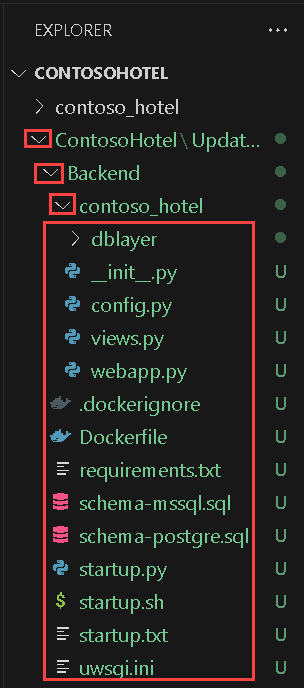 EXPLORER ...
CONTOSOHOTEL
contoso_hotel
ContosoHotel\Updat...
Backend
contoso_hotel
dblayer
__init__.py U
config.py U
views.py U
webapp.py U
.dockerignore U
Dockerfile U
requirements.txt U
schema-mssql.sql U
schema-postgre.sql U
startup.py U
$ startup.sh U
startup.txt U
uwsgi.ini U